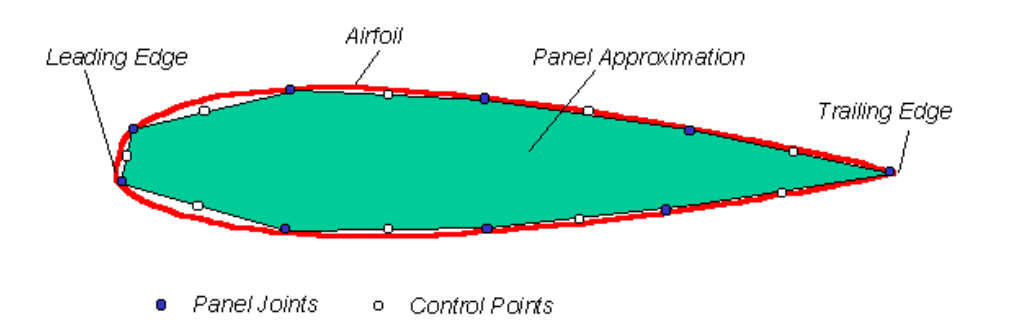 Airfoil
Leading Edge
Panel Approximation
Trailing Edge
Panel Joints
Control Points